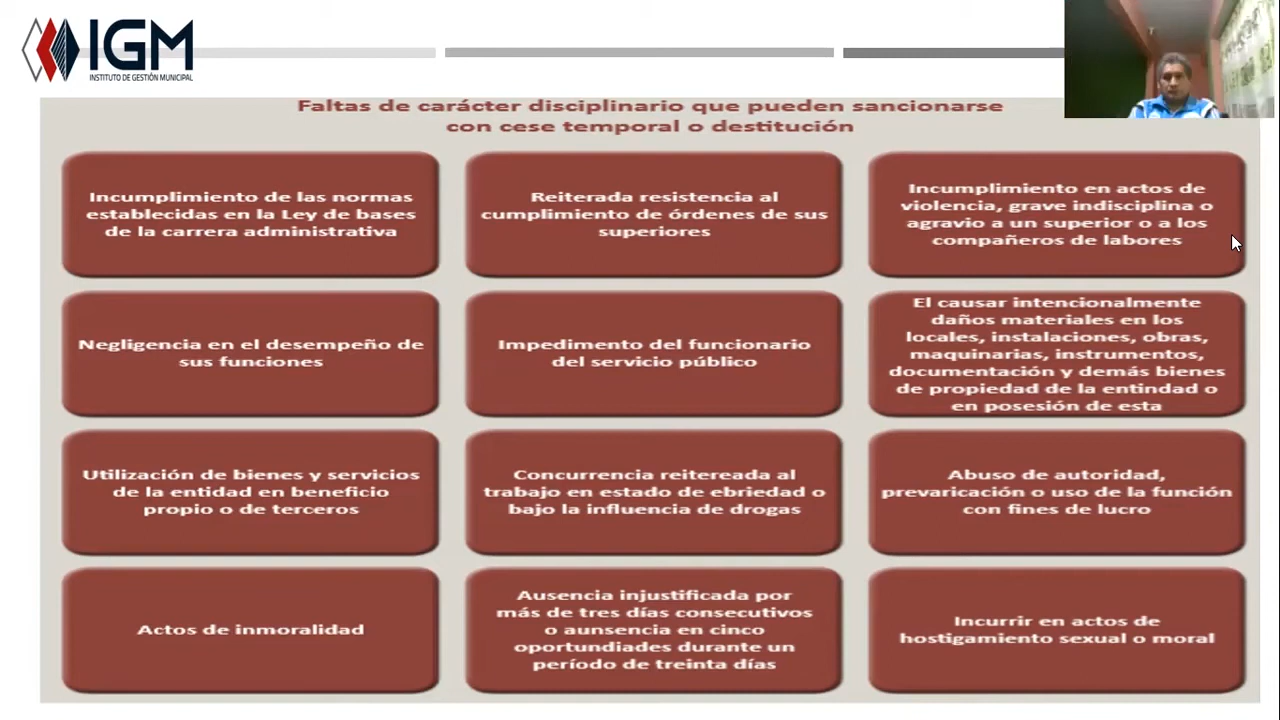 IGM
INSTITUTO DE GESTIÓN MUNICIPAL
Faltas de carácter disciplinario que pueden sancionarse
con cese temporal o destitución
Incumplimiento de las normas
establecidas en la Ley de bases
de la carrera administrativa
Reiterada resistencia al
cumplimiento de órdenes de sus
superiores
Incumplimiento en actos de
violencia, grave indisciplina o
agravio a un superior o a los
compañeros de labores
Negligencia en el desempeño de
sus funciones
Impedimento del funcionario
del servicio público
El causar intencionalmente
daños materiales en los
locales, instalaciones, obras,
maquinarias, instrumentos,
documentación y demás bienes
de propiedad de la entindad o
en posesión de esta
Utilización de bienes y servicios
de la entidad en beneficio
propio o de terceros
Concurrencia reitereada al
trabajo en estado de ebriedad o
bajo la influencia de drogas
Abuso de autoridad,
prevaricación o uso de la función
con fines de lucro
Actos de inmoralidad
Ausencia injustificada por
más de tres días consecutivos
o aunsencia en cinco
oportundiades durante un
período de treinta días
Incurrir en actos de
hostigamiento sexual o moral